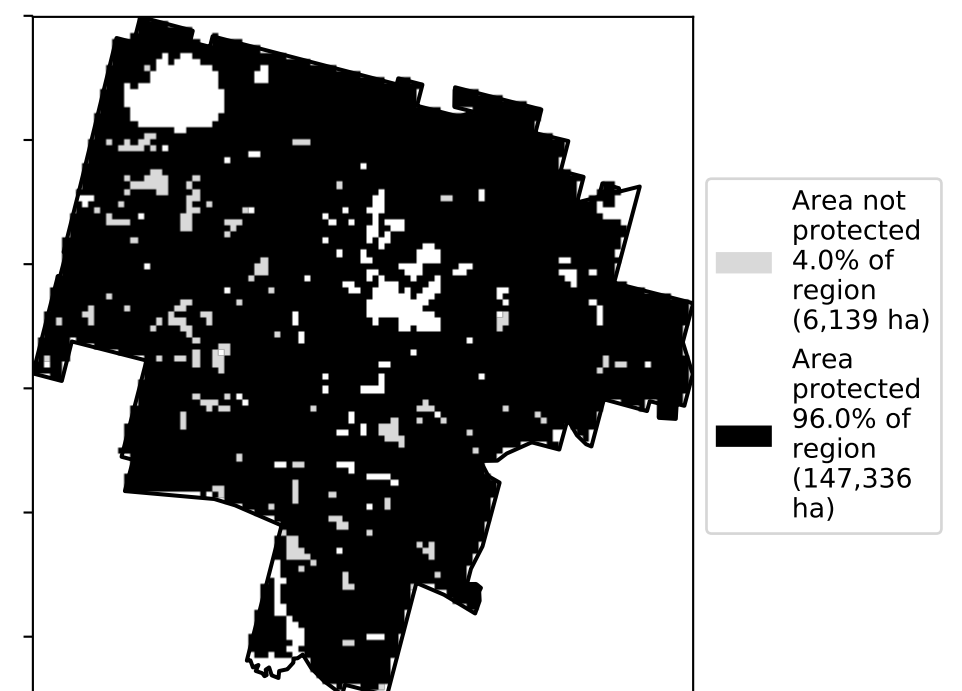 Area not
protected
4.0% of
region
(6,139 ha)
Area
protected
96.0% of
region
(147,336
ha)